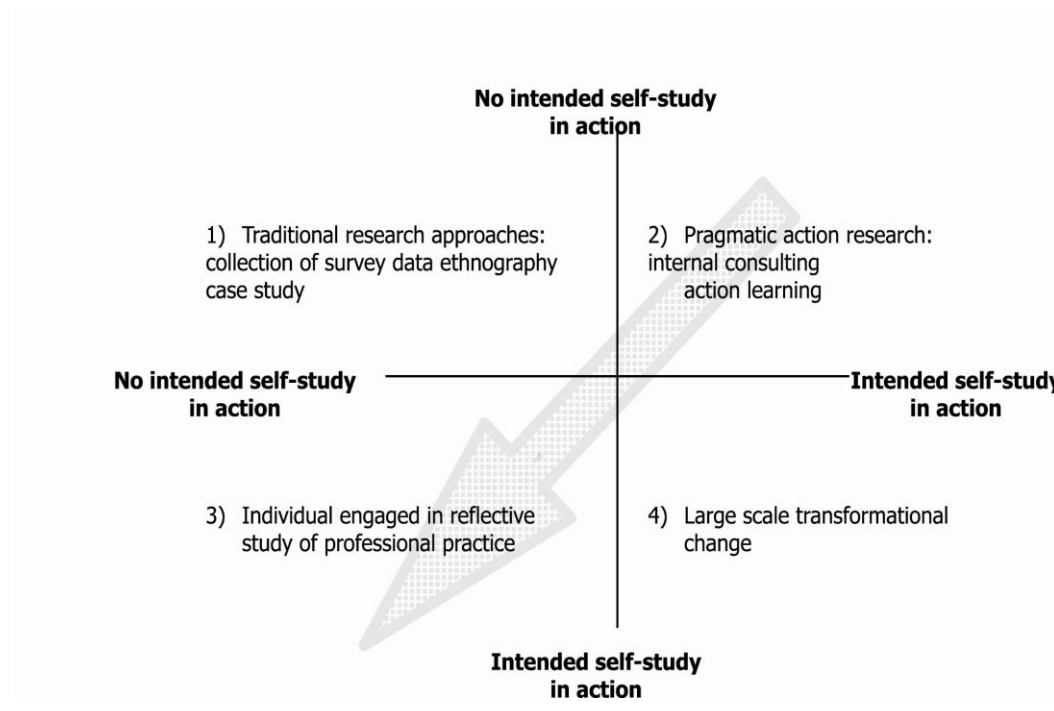 No intended self-study
in action
1) Traditional research approaches:
collection of survey data ethnography
case study
2) Pragmatic action research:
internal consulting
action learning
No intended self-study
in action
Intended self-study
in action
3) Individual engaged in reflective
study of professional practice
4) Large scale transformational
change
Intended self-study
in action